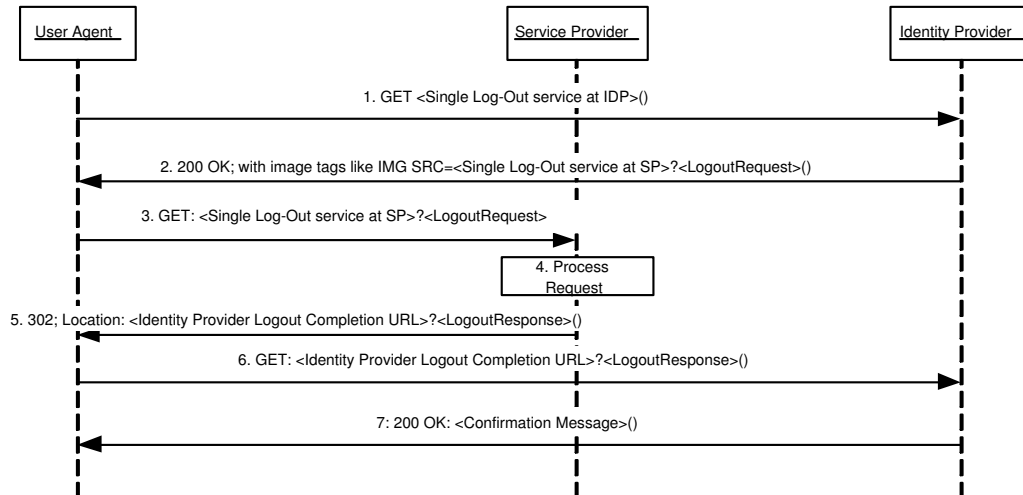 User Agent
Service Provider
Identity Provider
1. GET <Single Log-Out service at IDP>()
2. 200 OK; with image tags like IMG SRC=<Single Log-Out service at SP>?<LogoutRequest>()
3. GET: <Single Log-Out service at SP>?<LogoutRequest>
4. Process
Request
5. 302; Location: <Identity Provider Logout Completion URL>?<LogoutResponse>()
6. GET: <Identity Provider Logout Completion URL>?<LogoutResponse>()
7: 200 OK: <Confirmation Message>()